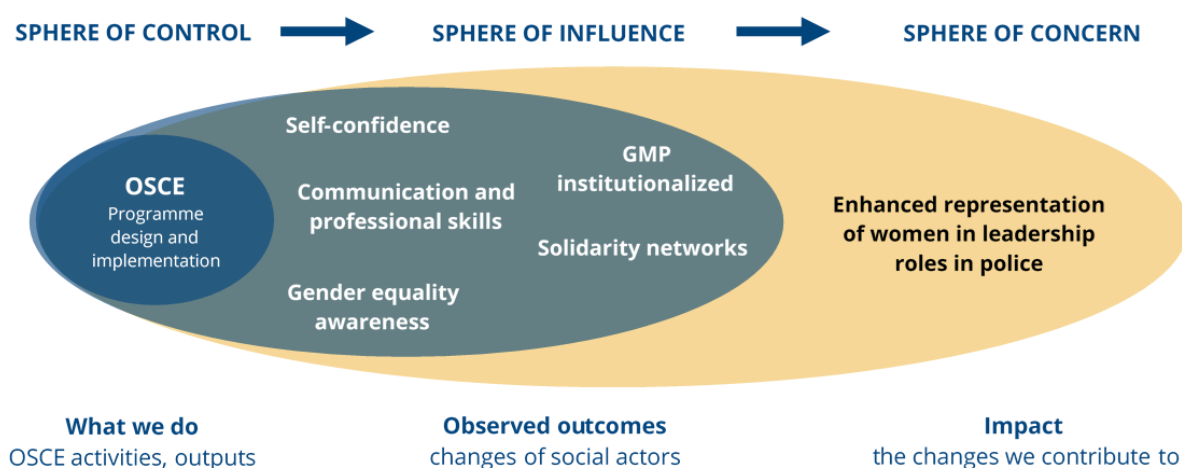 SPHERE OF CONTROL
SPHERE OF INFLUENCE
SPHERE OF CONCERN
OSCE
Programme
design and
implementation
Self-confidence
Communication and
professional skills
Gender equality
awareness
GMP
institutionalized
Solidarity networks
Enhanced representation
of women in leadership
roles in police
What we do
OSCE activities, outputs
Observed outcomes
changes of social actors
Impact
the changes we contribute to